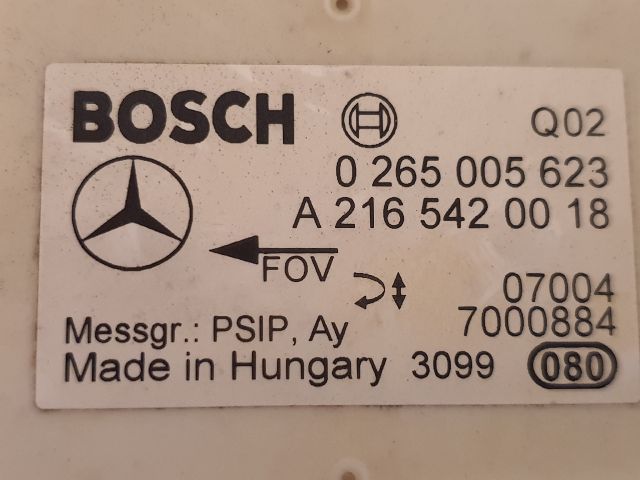 BOSCH
Q02
0 265 005 623
A 216 542 00 18
FOV
07004
Messgr.: PSIP, Ay 7000884
Made in Hungary 3099 080